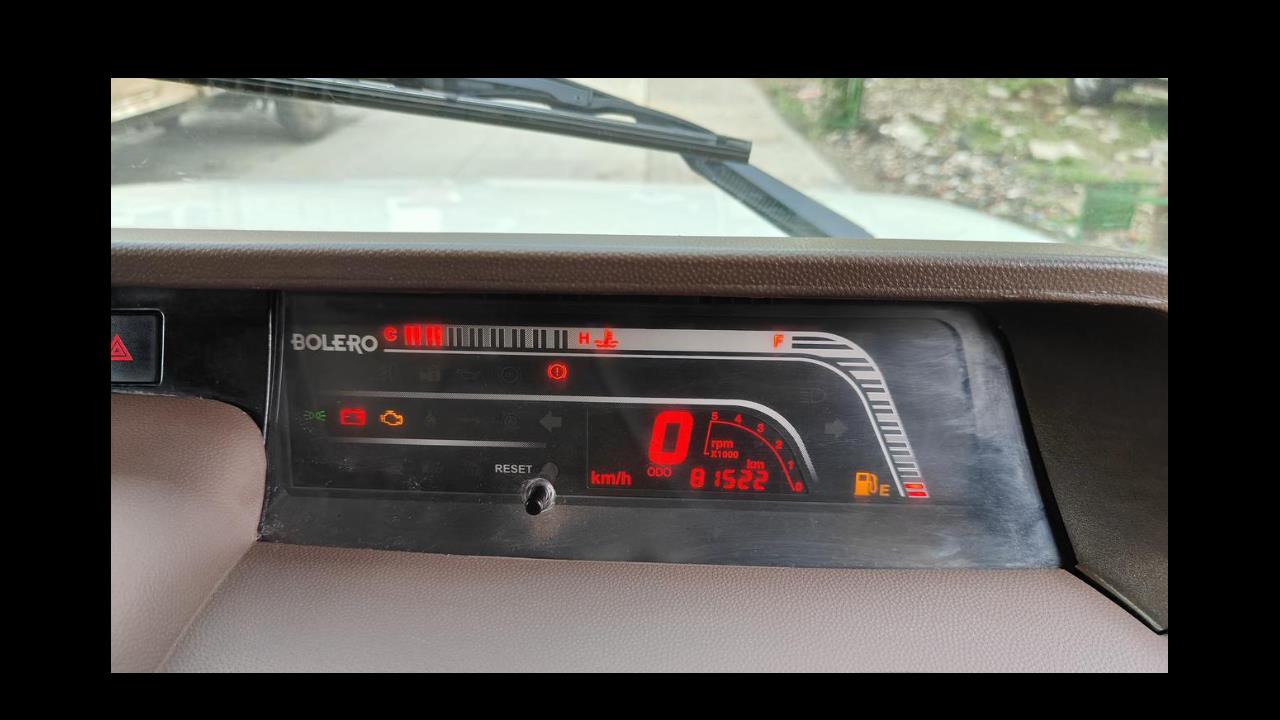 BOLERO C H F
0 5 4 3 2 1 0
rpm
X1000
RESET
ODO km
km/h 81522
E